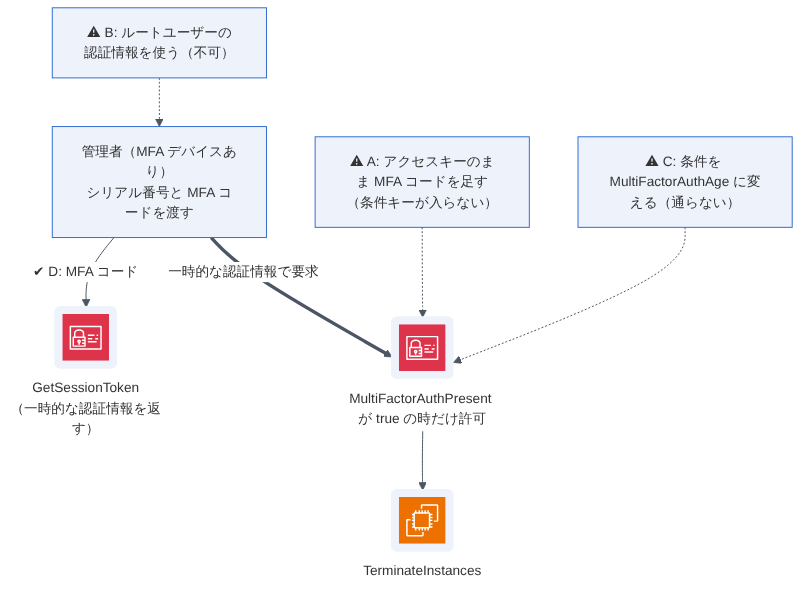 ⚠ B: ルートユーザーの
認証情報を使う（不可）
管理者（MFA デバイスあ
り）
シリアル番号と MFA コ
ードを渡す
⚠ A: アクセスキーのま
ま MFA コードを足す
（条件キーが入らない）
⚠ C: 条件を
MultiFactorAuthAge に変
える（通らない）
✔ D: MFA コード
一時的な認証情報で要求
GetSessionToken
（一時的な認証情報を返
す）
MultiFactorAuthPresent
が true の時だけ許可
TerminateInstances